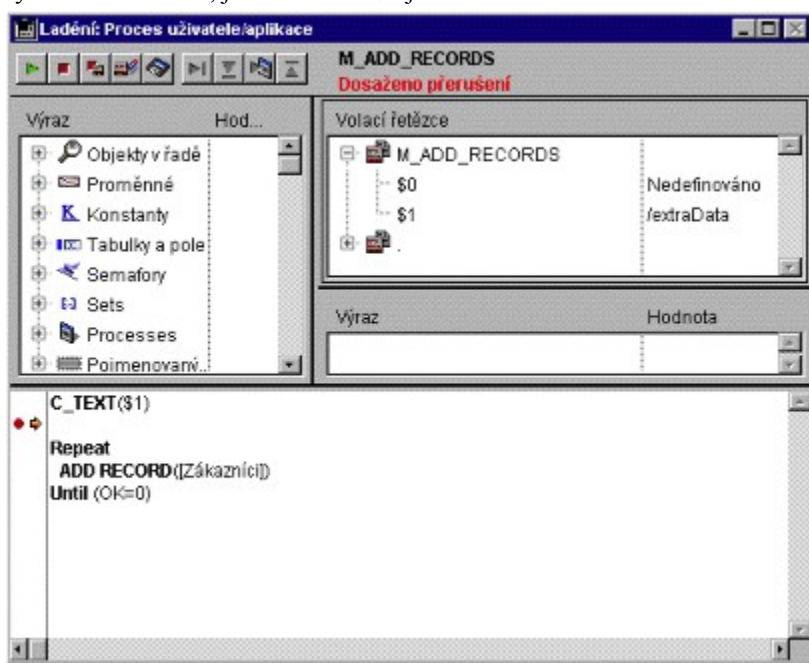 Ladění: Proces uživatele/aplikace
M_ADD_RECORDS
Dosaženo přerušení
Výraz Hod...
Objekty v řadě
Proměnné
K Konstanty
Tabulky a pole
Semafory
Sets
Processes
Poimenovaný...
Volací řetězce
M_ADD_RECORDS
$0 Nedefinováno
$1 /extraData
.
Výraz Hodnota
C_TEXT($1)
Repeat
ADD RECORD([Zákazníci])
Until (OK=0)